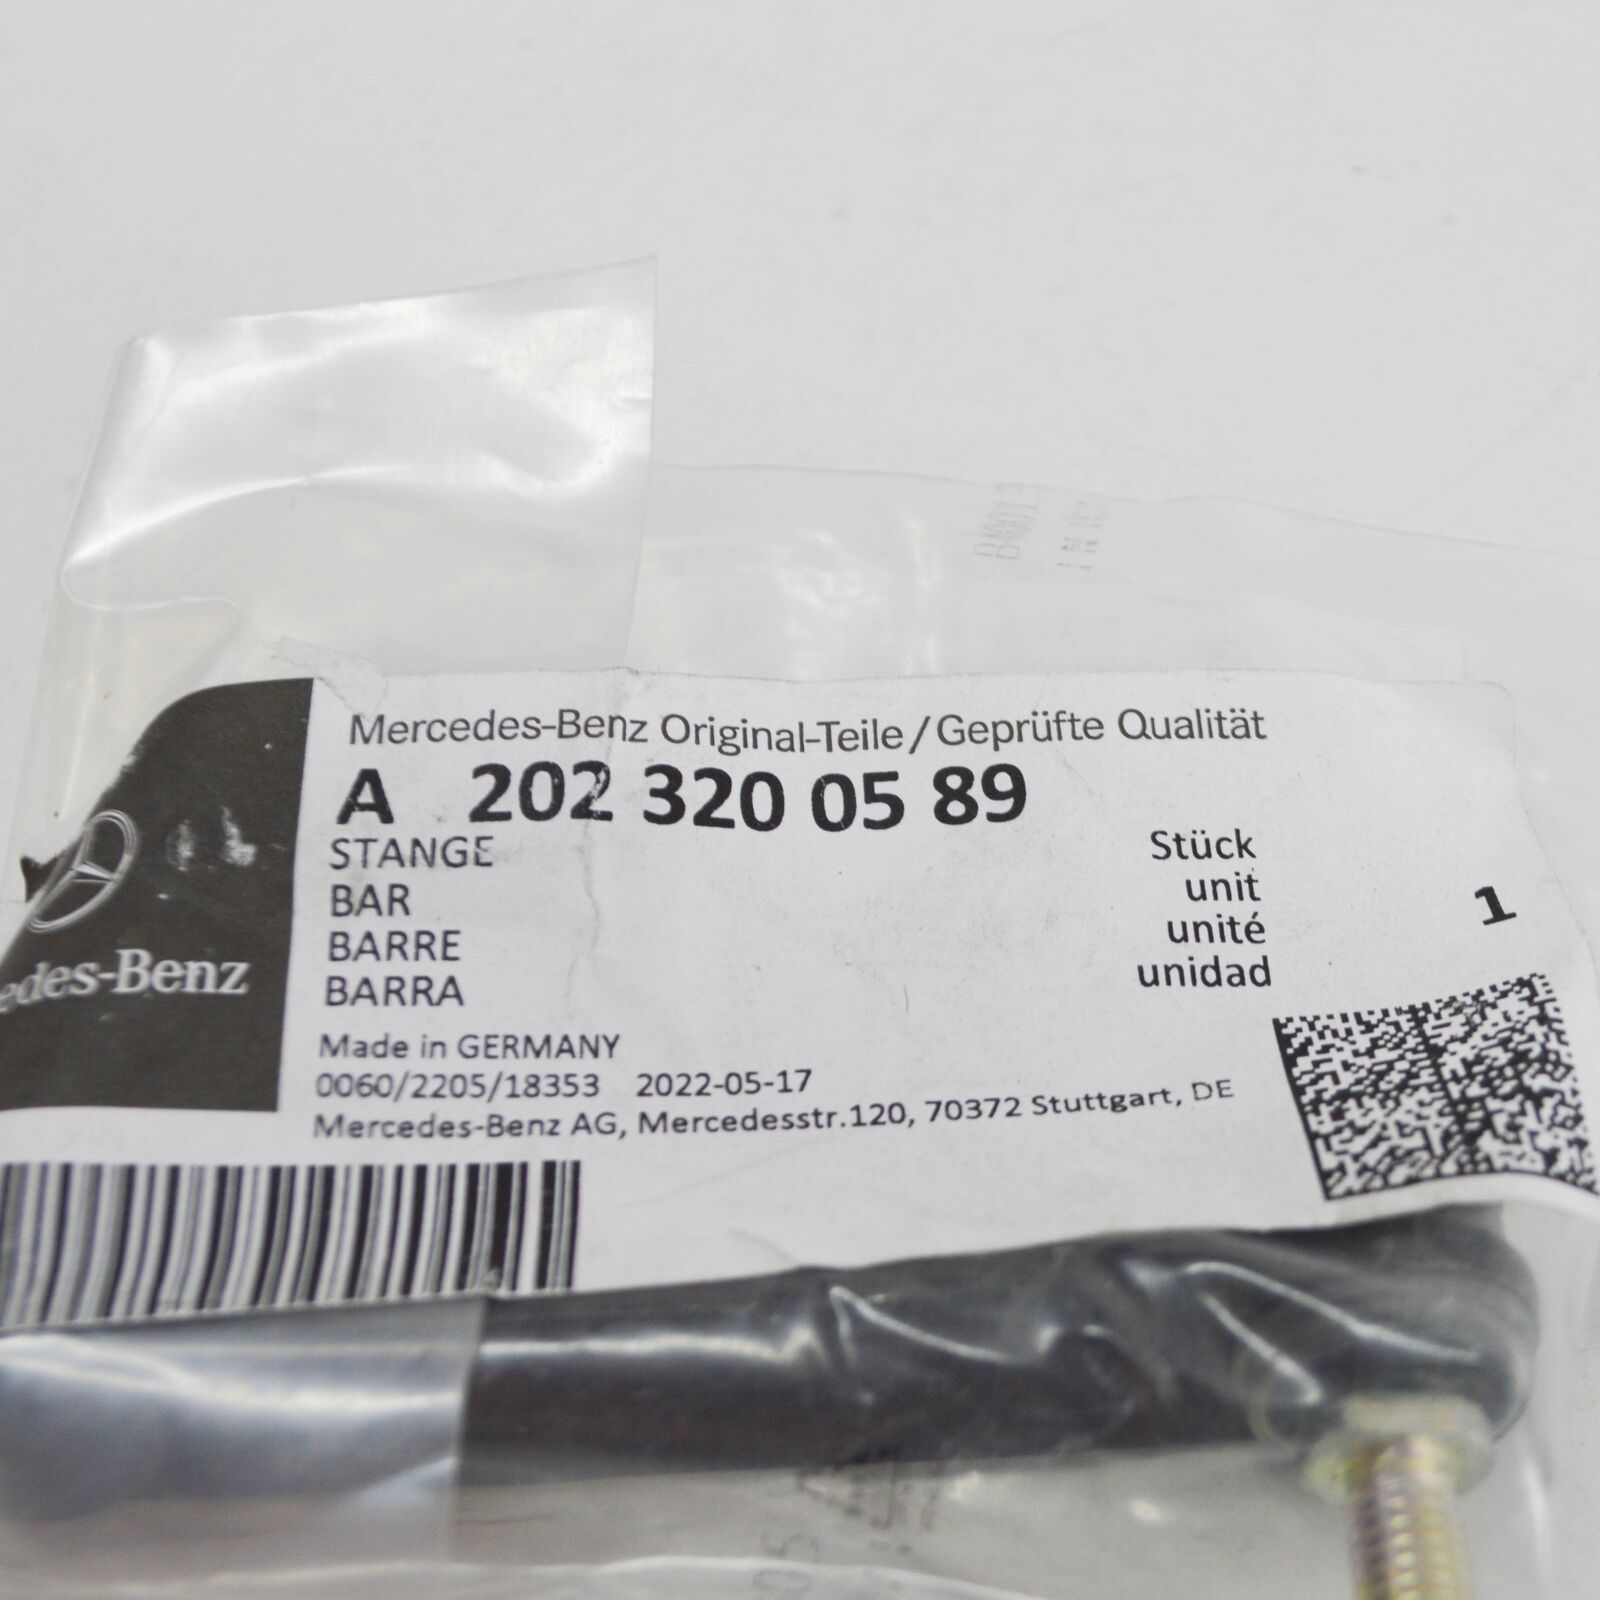 Mercedes-Benz Original-Teile/Geprüfte Qualität
A 202 320 05 89
STANGE
BAR
BARRE
BARRA
Stück
unit
unité
unidad
1
edes-Benz
Made in GERMANY
0060/2205/18353 2022-05-17
Mercedes-Benz AG, Mercedesstr.120, 70372 Stuttgart, DE